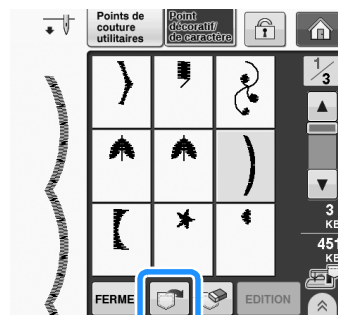 Points de
couture
utilitaires
Point
décoratif/
de caractère
1/3
3
KB
451
KB
FERME
EDITION